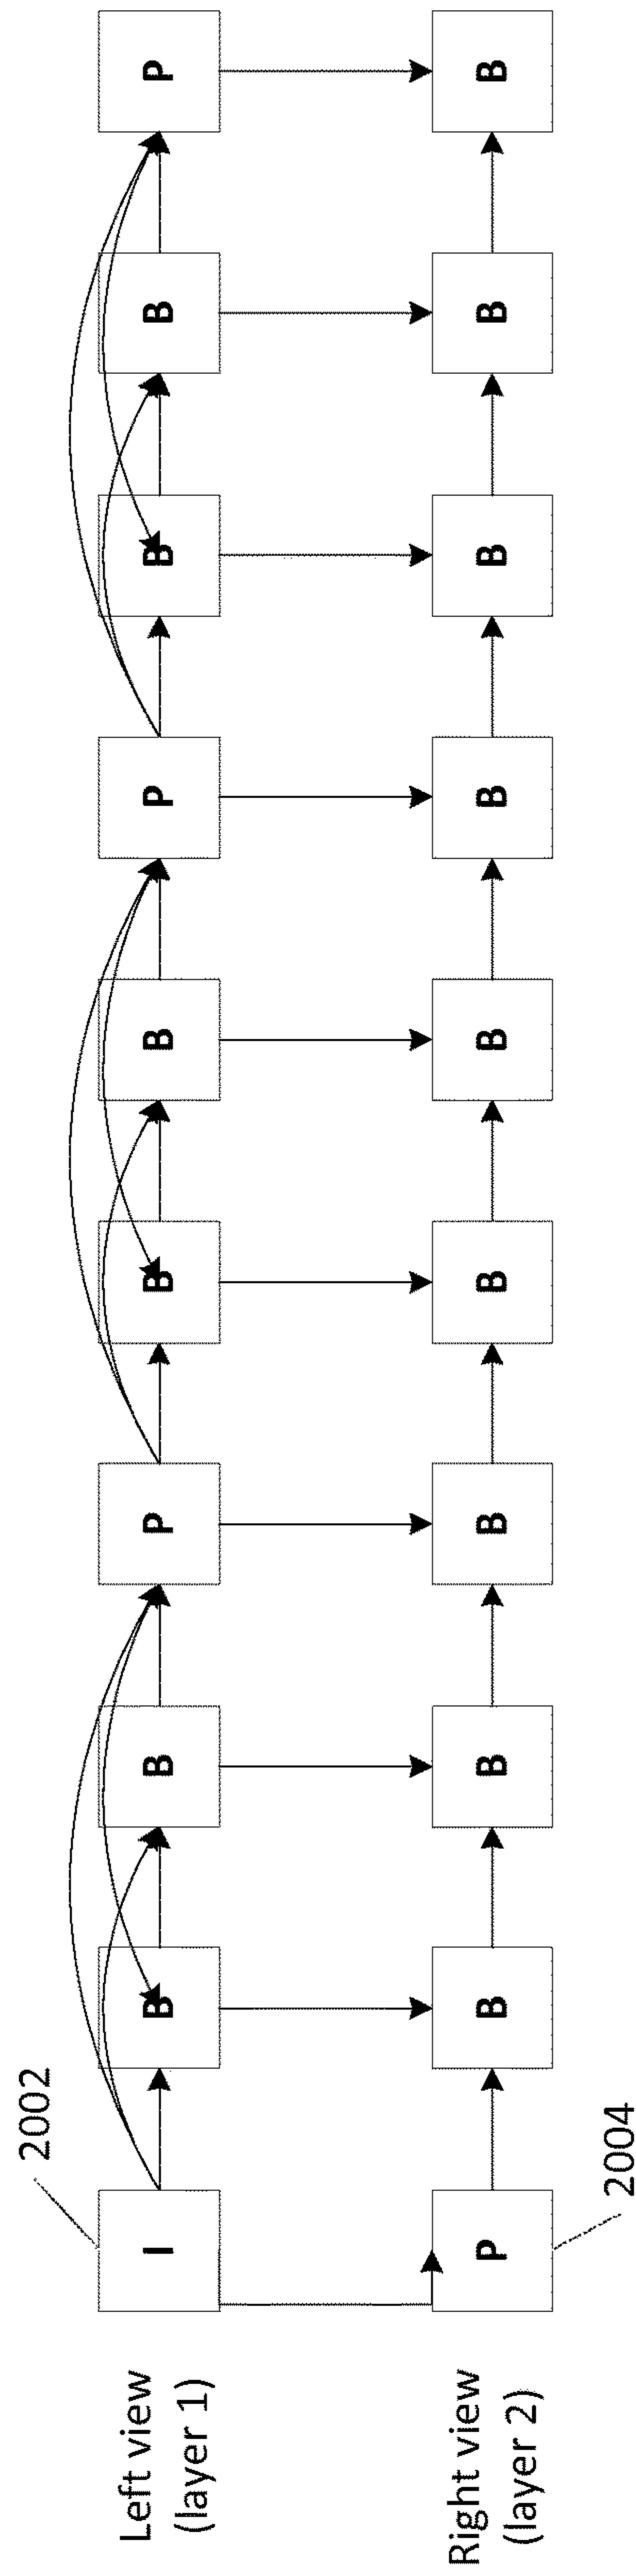 2002
Left view
(layer 1)
I B B P B B P B B P
Right view
(layer 2)
P B B B B B B B B B
2004